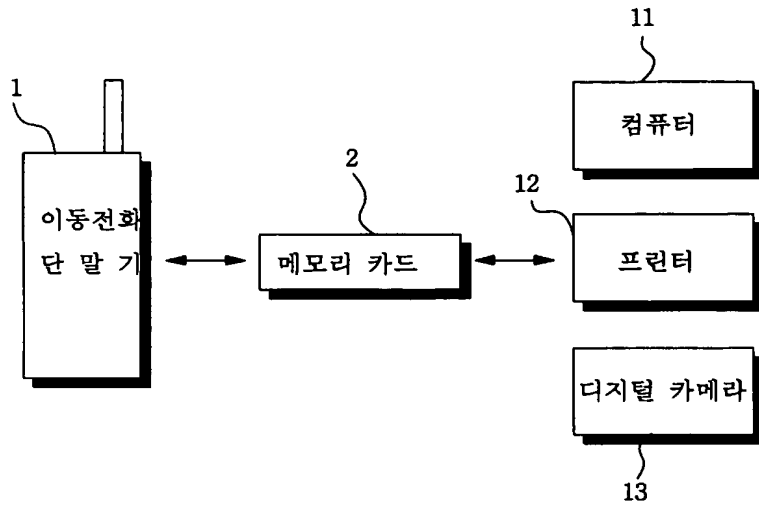 1
이동전화
단 말 기
2
메모리 카드
11
컴퓨터
12
프린터
디지털 카메라
13